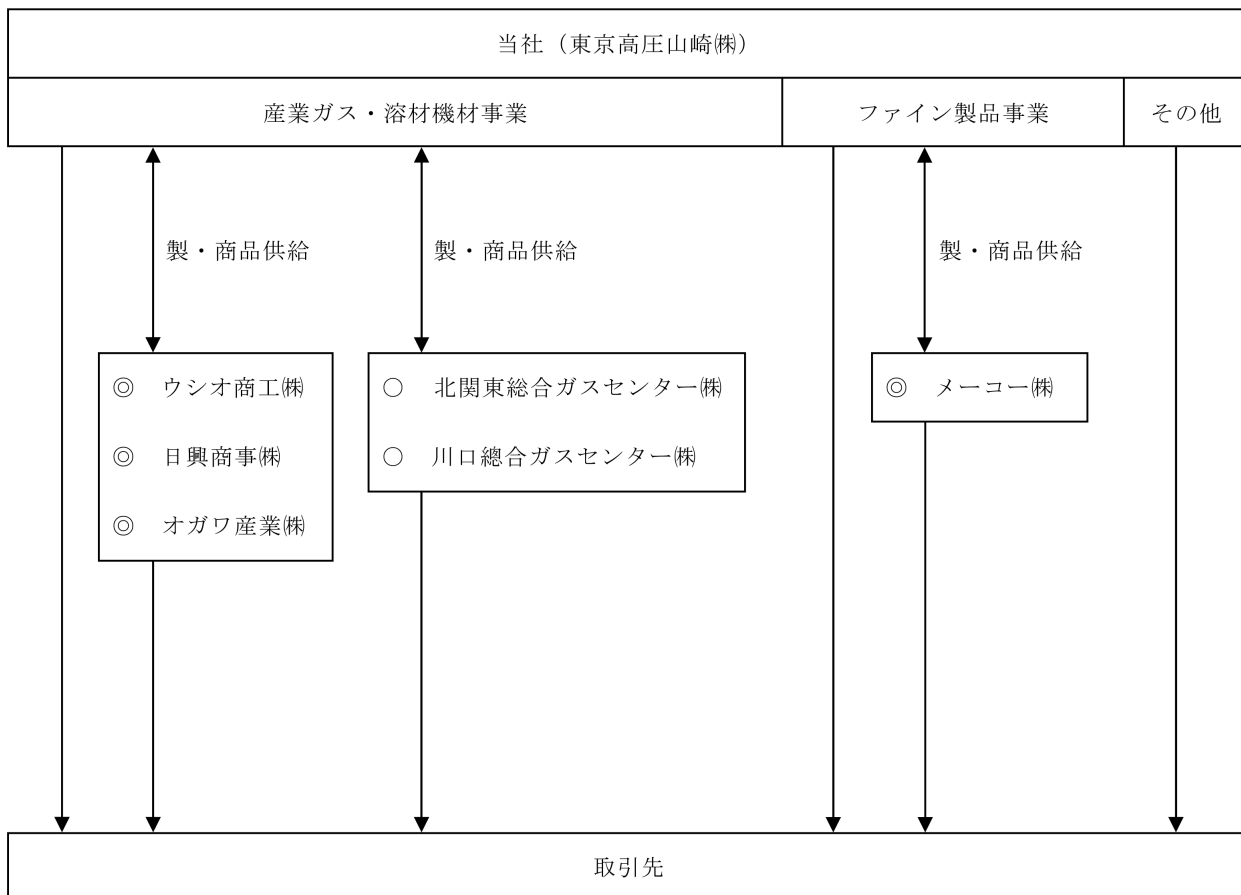 当社（東京高圧山崎㈱）
産業ガス・溶材機材事業 ファイン製品事業 その他
製・商品供給 製・商品供給 製・商品供給
◎ ウシオ商工㈱ ○ 北関東総合ガスセンター㈱ ◎ メーコー㈱
◎ 日興商事㈱ ○ 川口總合ガスセンター㈱
◎ オガワ産業㈱
取引先